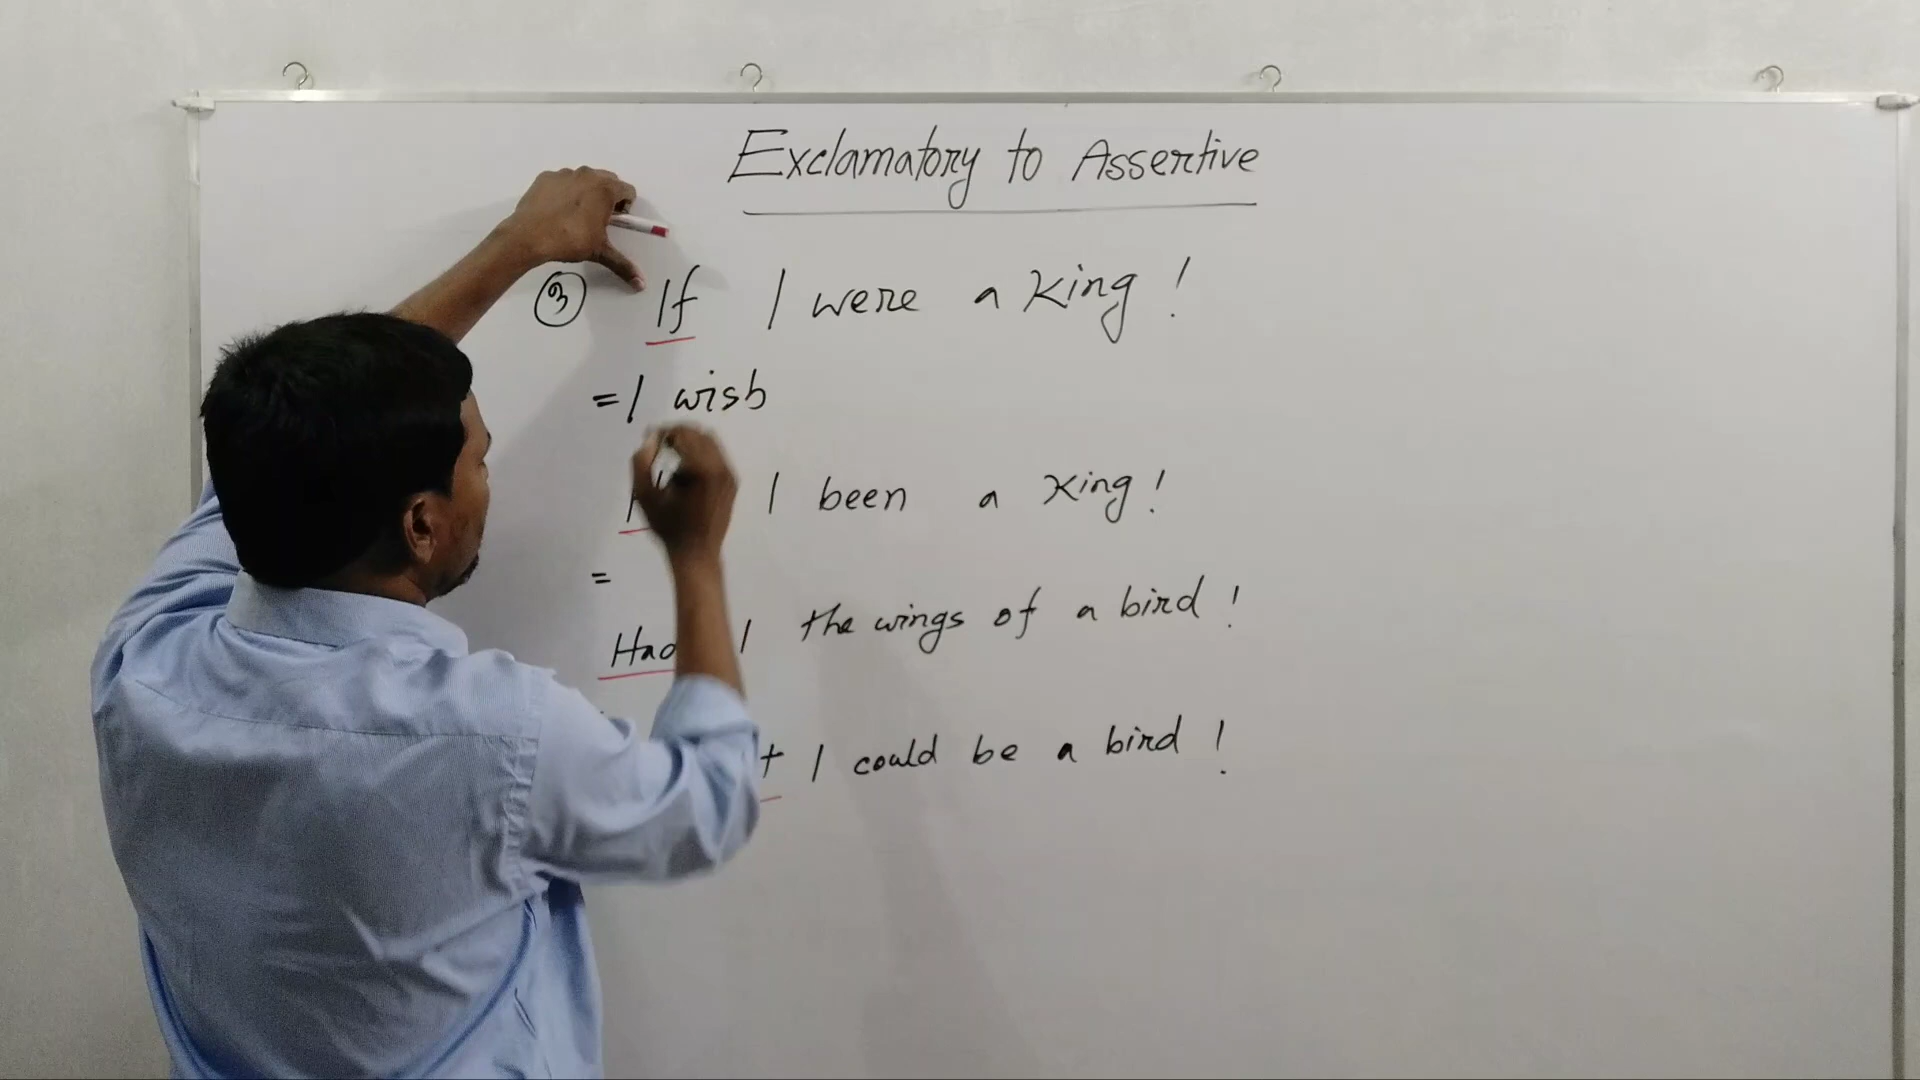 Exclamatory to Assertive
③ If I were a King!
= I wish
I been a King!
=
Had I the wings of a bird!
I could be a bird!